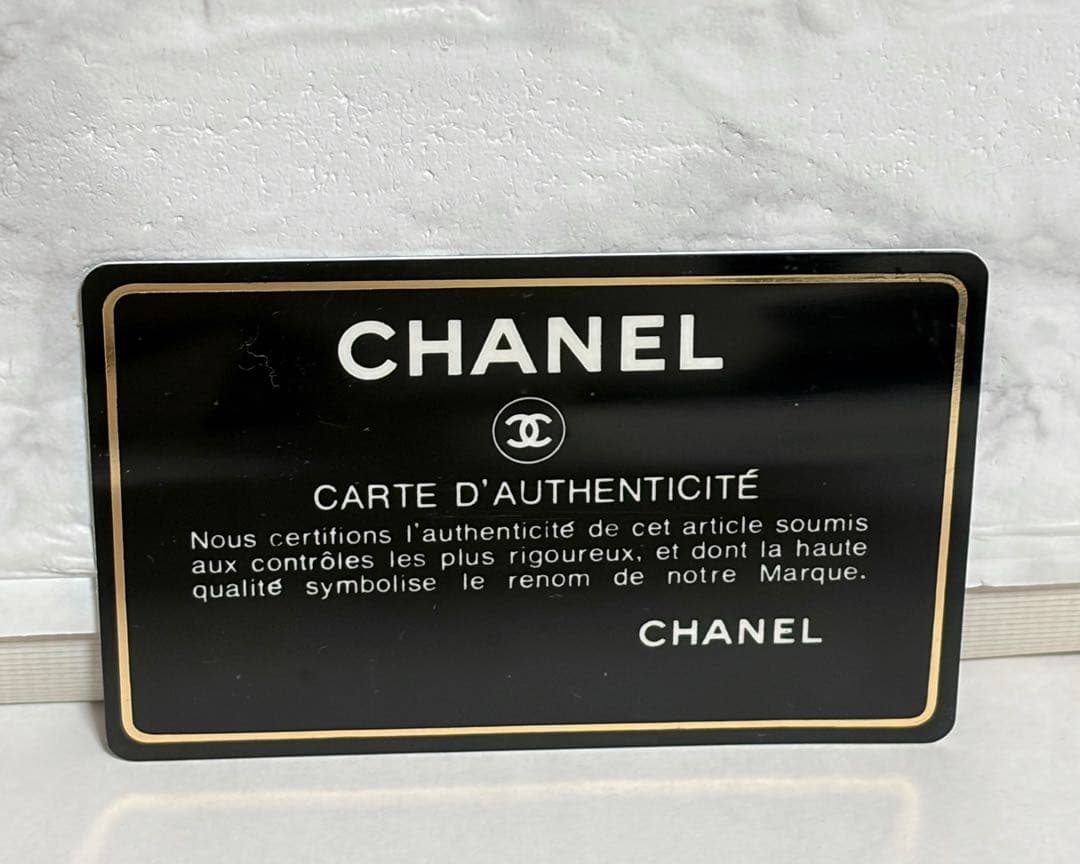 CHANEL
CARTE D'AUTHENTICITÉ
Nous certifions l'authenticité de cet article soumis
aux contrôles les plus rigoureux, et dont la haute
qualité symbolise le renom de notre Marque.
CHANEL